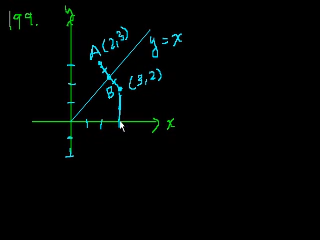 199.
y
A (2,3)
y = x
B (3,2)
x